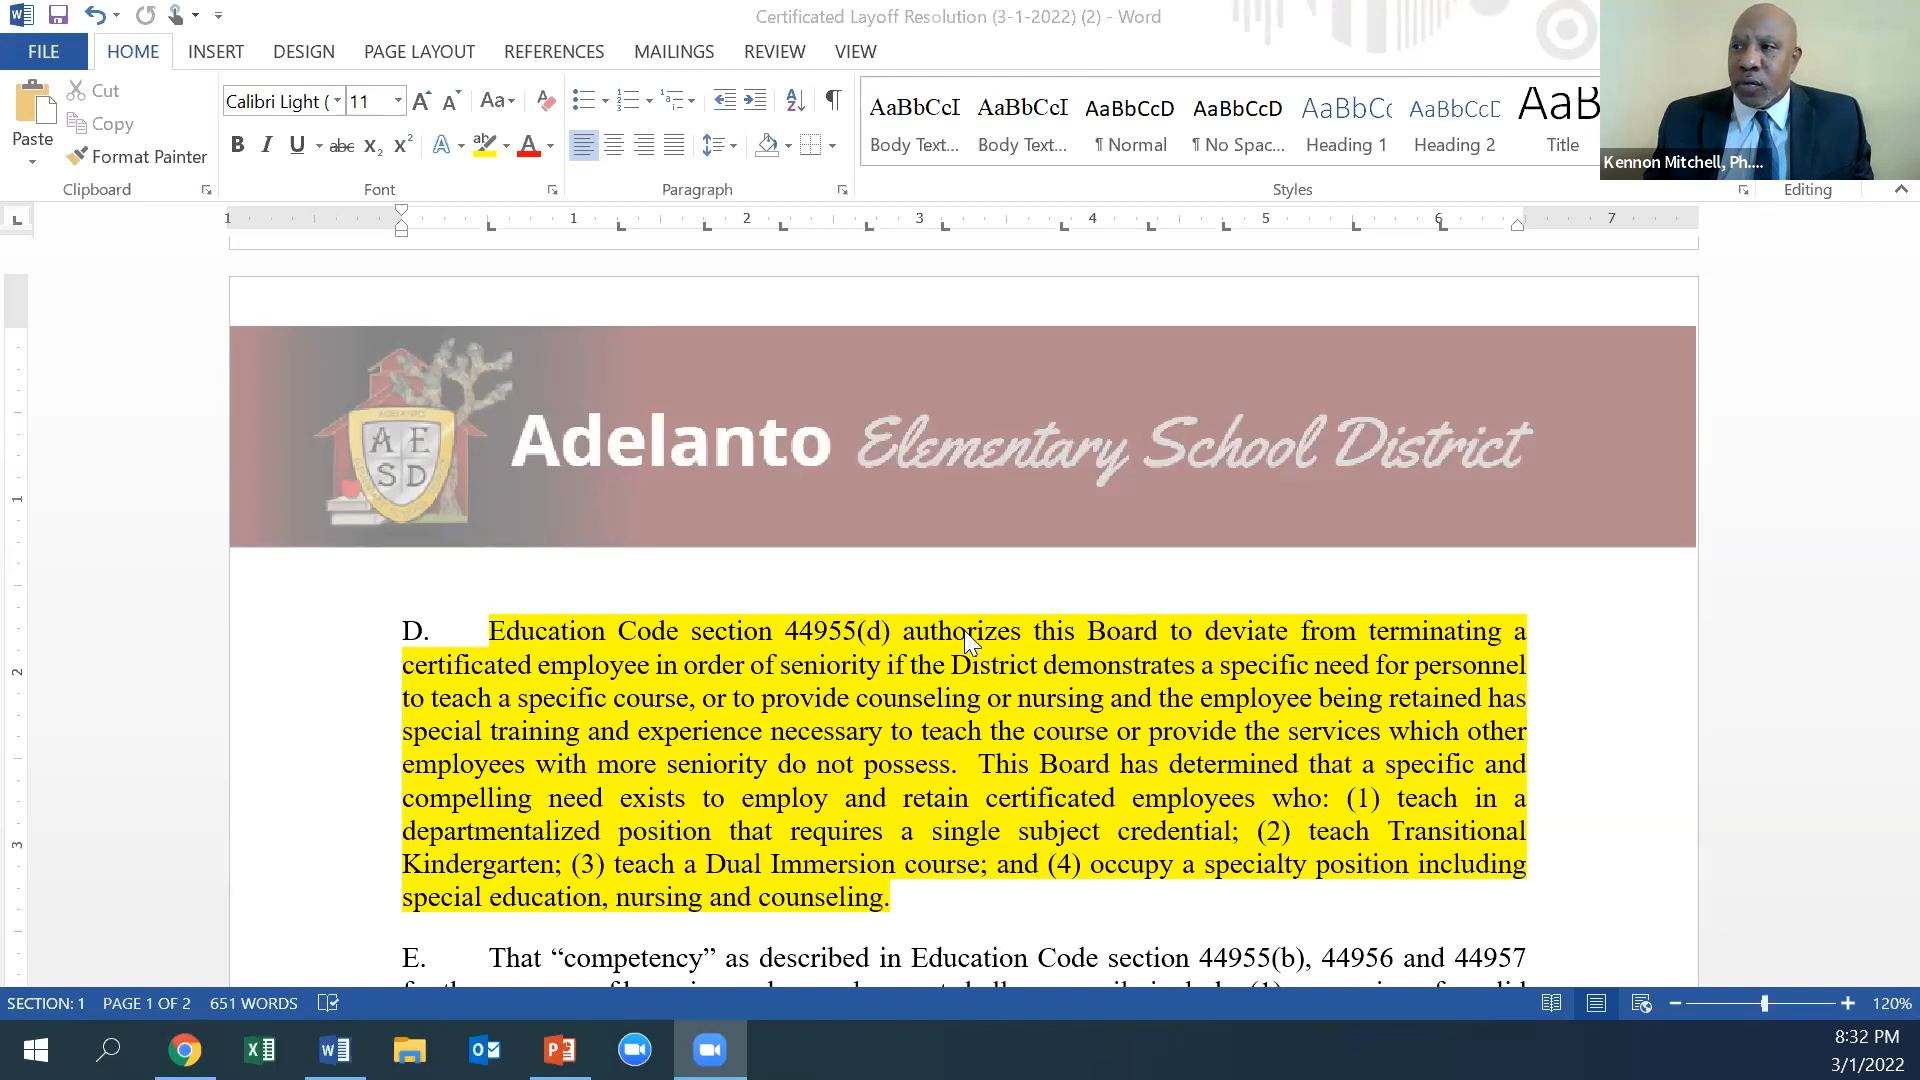 Certificated Layoff Resolution (3-1-2022) (2) - Word
FILE HOME INSERT DESIGN PAGE LAYOUT REFERENCES MAILINGS REVIEW VIEW
Paste
Cut
Copy
Format Painter
Clipboard
Calibri Light ( 11
Font
Paragraph
AaBbCcI AaBbCcI AaBbCcD AaBbCcD AaBbCc AaBbCcD AaB
Body Text... Body Text... ¶ Normal ¶ No Spac... Heading 1 Heading 2 Title
Styles
Editing
Kennon Mitchell, Ph....
1 1 2 3 4 5 6 7
ADELANTO
A E
S D
Adelanto Elementary School District
D. Education Code section 44955(d) authorizes this Board to deviate from terminating a
certificated employee in order of seniority if the District demonstrates a specific need for personnel
to teach a specific course, or to provide counseling or nursing and the employee being retained has
special training and experience necessary to teach the course or provide the services which other
employees with more seniority do not possess. This Board has determined that a specific and
compelling need exists to employ and retain certificated employees who: (1) teach in a
departmentalized position that requires a single subject credential; (2) teach Transitional
Kindergarten; (3) teach a Dual Immersion course; and (4) occupy a specialty position including
special education, nursing and counseling.
E. That “competency” as described in Education Code section 44955(b), 44956 and 44957
SECTION: 1 PAGE 1 OF 2 651 WORDS
120%
8:32 PM
3/1/2022